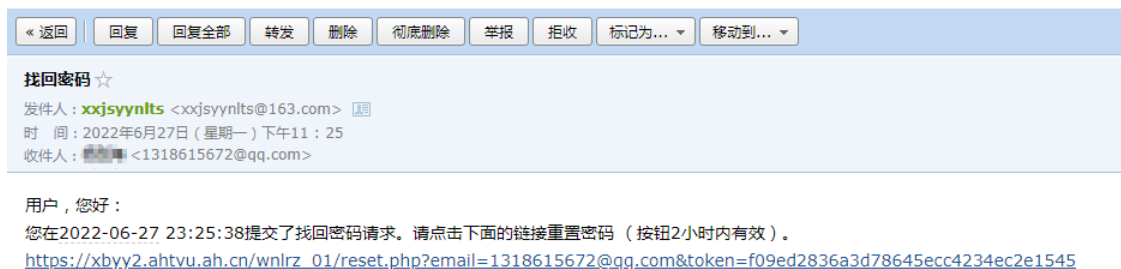 « 返回 回复 回复全部 转发 删除 彻底删除 举报 拒收 标记为... 移动到...
找回密码
发件人：xxjsyynlts <xxjsyynlts@163.com>
时 间：2022年6月27日（星期一）下午11：25
收件人： <1318615672@qq.com>
用户，您好：
您在2022-06-27 23:25:38提交了找回密码请求。请点击下面的链接重置密码 （按钮2小时内有效）。
https://xbyy2.ahtvu.ah.cn/wnlrz_01/reset.php?email=1318615672@qq.com&token=f09ed2836a3d78645ecc4234ec2e1545